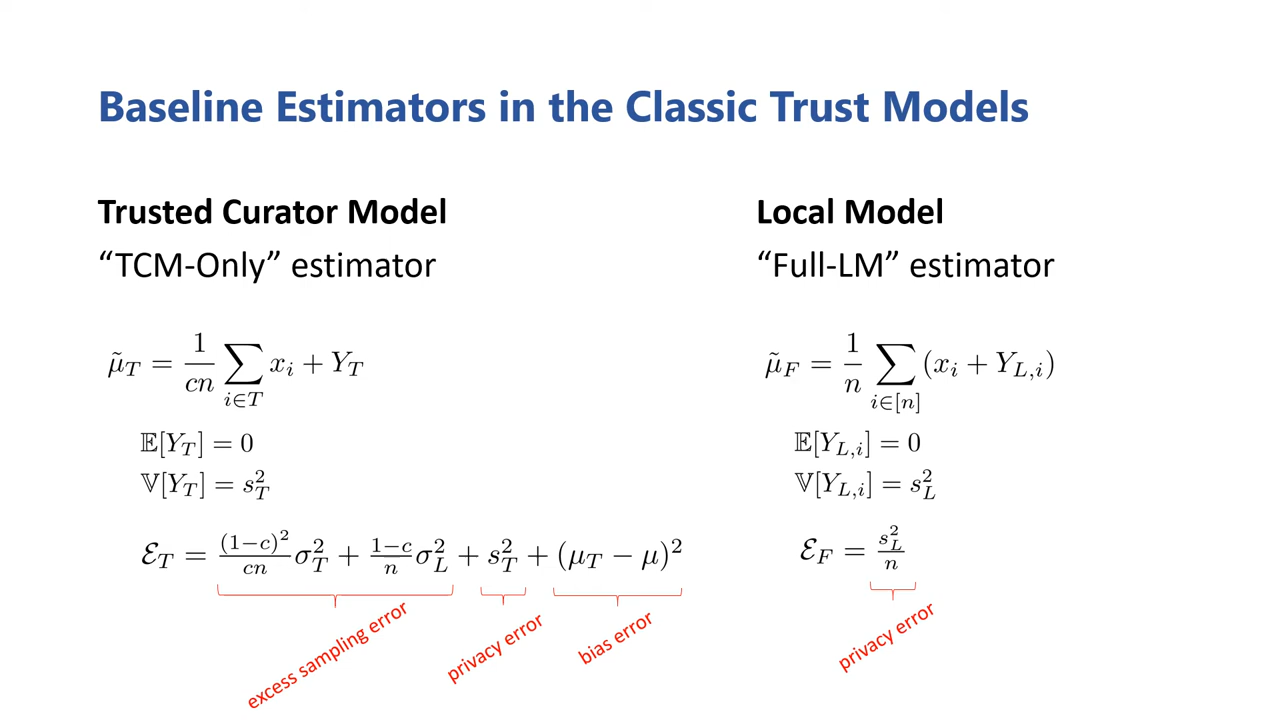 Baseline Estimators in the Classic Trust Models
Trusted Curator Model
“TCM-Only” estimator
μ̃_T = 1/(cn) ∑_{i∈T} x_i + Y_T
𝔼[Y_T] = 0
𝕍[Y_T] = s_T^2
ℰ_T = (1−c)^2/(cn) σ_T^2 + (1−c)/n σ_L^2 + s_T^2 + (μ_T − μ)^2
excess sampling error
privacy error
bias error
Local Model
“Full-LM” estimator
μ̃_F = 1/n ∑_{i∈[n]} (x_i + Y_{L,i})
𝔼[Y_{L,i}] = 0
𝕍[Y_{L,i}] = s_L^2
ℰ_F = s_L^2/n
privacy error